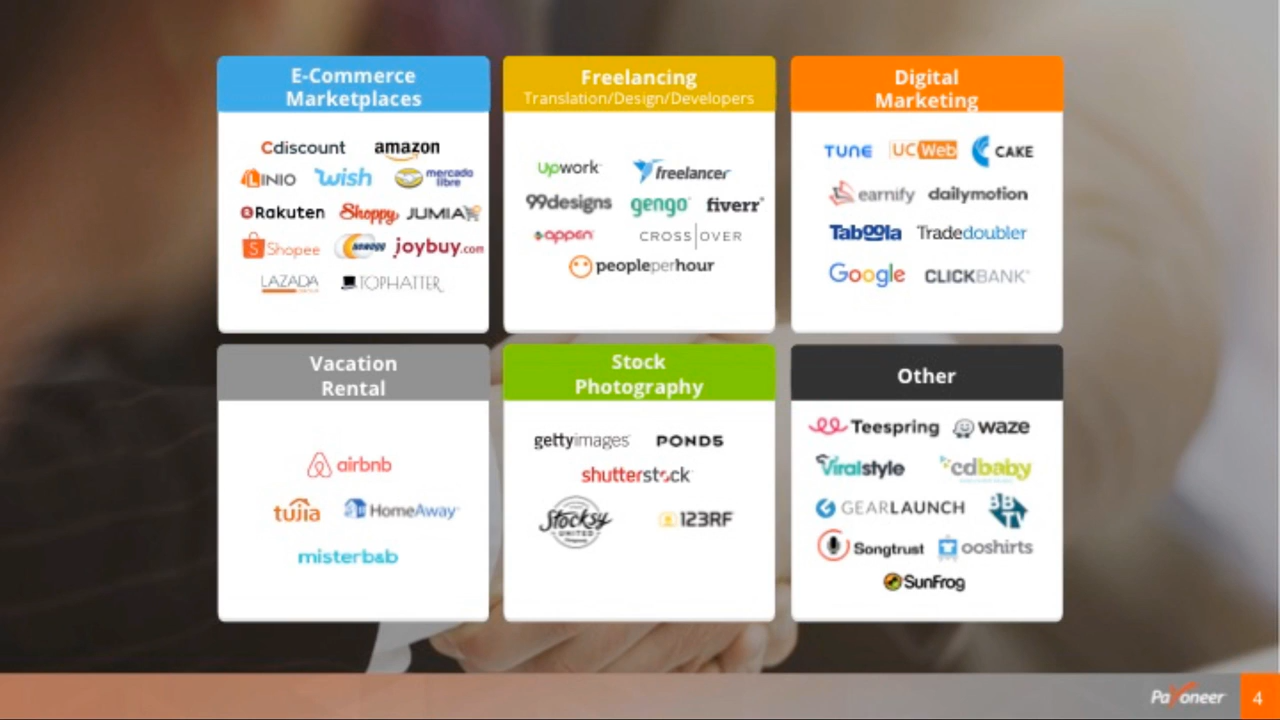 E-Commerce
Marketplaces
Cdiscount amazon
LINIO wish mercado libre
Rakuten Shoppy JUMIA
Shopee newegg joybuy.com
LAZADA TOPHATTER
Freelancing
Translation/Design/Developers
upwork freelancer
99designs gengo fiverr
appen CROSSOVER
peopleperhour
Digital
Marketing
TUNE UCWeb CAKE
earnify dailymotion
Taboola Tradedoubler
Google CLICKBANK
Vacation
Rental
airbnb
tujia HomeAway
misterb&b
Stock
Photography
gettyimages POND5
shutterstock
Stocksy UNITED 123RF
Other
Teespring waze
Viralstyle cdbaby
GEARLAUNCH BBTV
Songtrust ooshirts
SunFrog
Payoneer 4